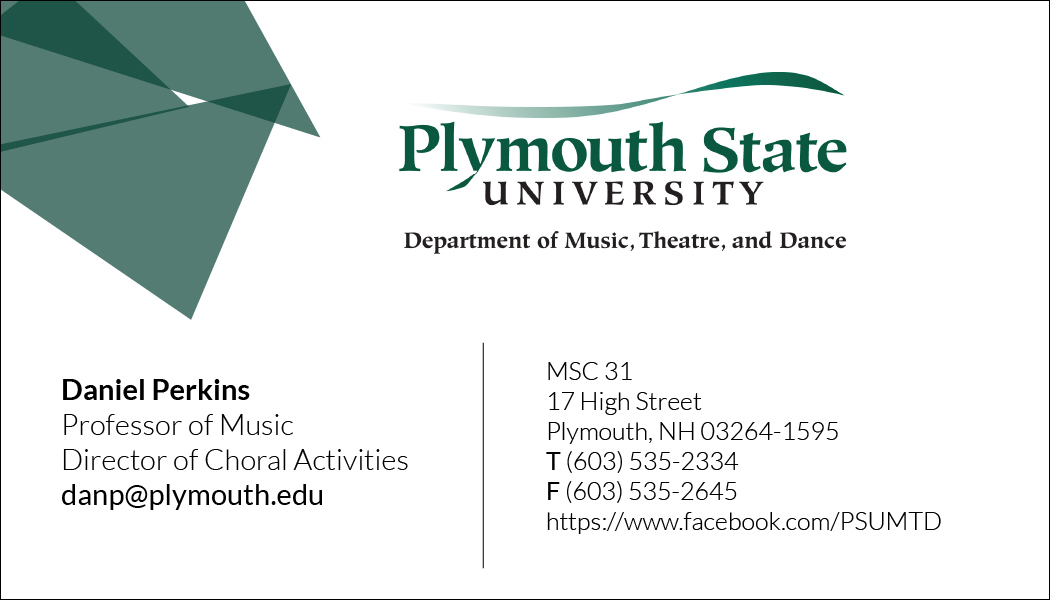 Plymouth State
UNIVERSITY
Department of Music, Theatre, and Dance
Daniel Perkins
Professor of Music
Director of Choral Activities
danp@plymouth.edu
MSC 31
17 High Street
Plymouth, NH 03264-1595
T (603) 535-2334
F (603) 535-2645
https://www.facebook.com/PSUMTD